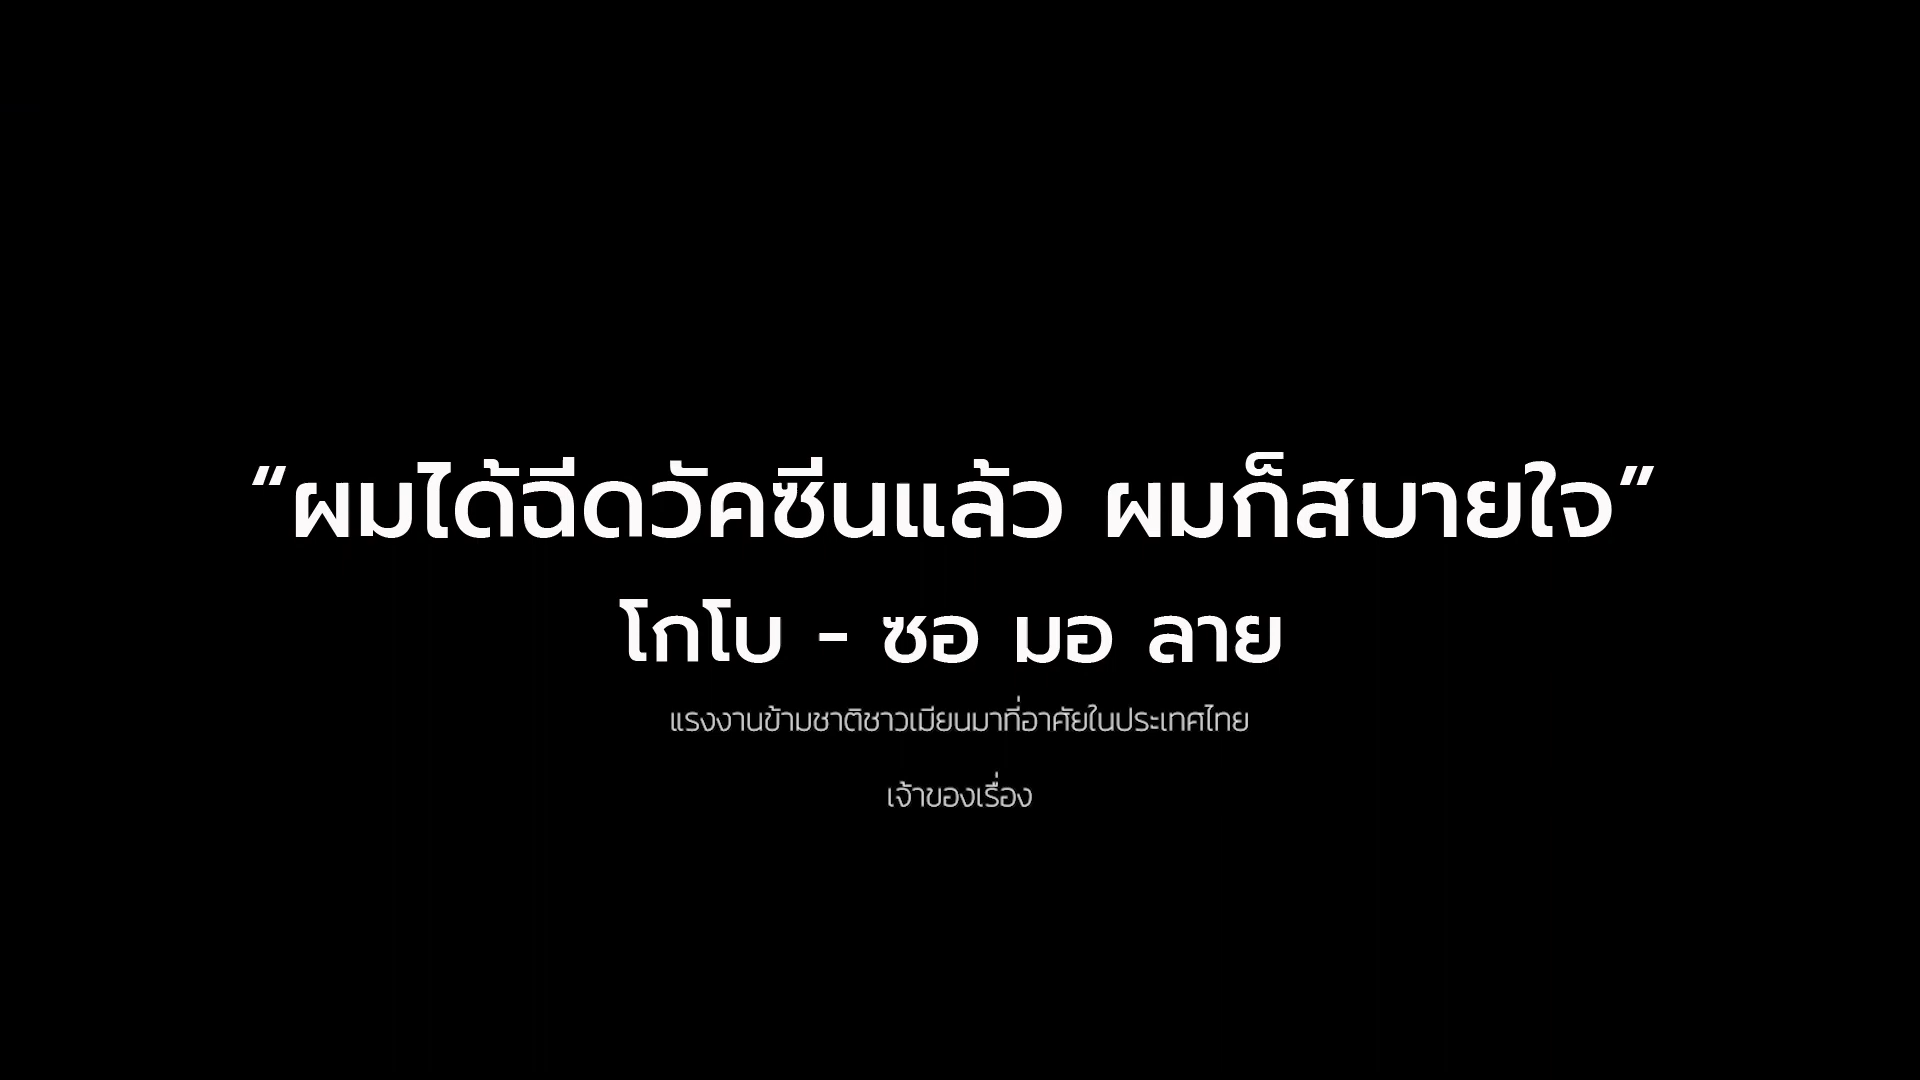 “ผมได้ฉีดวัคซีนแล้ว ผมก็สบายใจ”
โกโบ - ซอ มอ ลาย
แรงงานข้ามชาติชาวเมียนมาที่อาศัยในประเทศไทย
เจ้าของเรื่อง